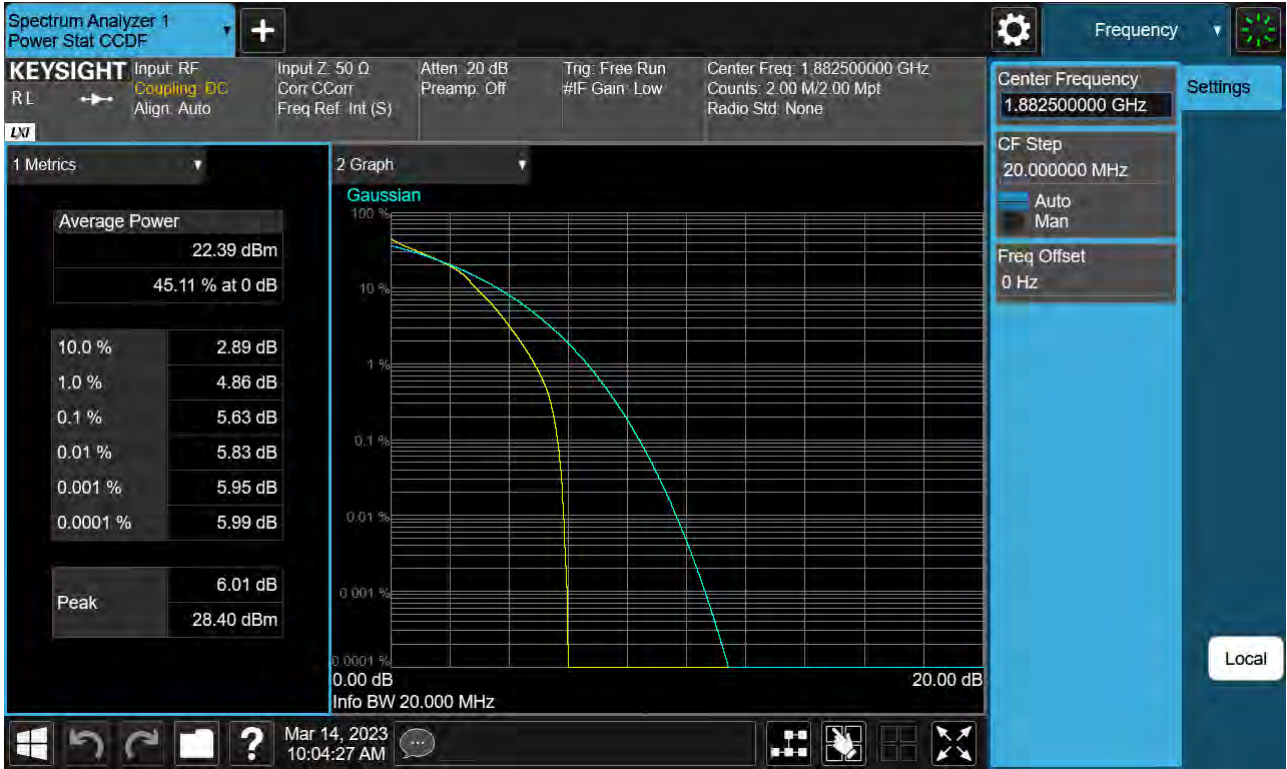 Spectrum Analyzer 1
Power Stat CCDF
Frequency
KEYSIGHT
R L
LXI
Input: RF
Coupling: DC
Align: Auto
Input Z: 50 Ω
Corr CCorr
Freq Ref: Int (S)
Atten: 20 dB
Preamp: Off
Trig: Free Run
#IF Gain: Low
Center Freq: 1.882500000 GHz
Counts: 2.00 M/2.00 Mpt
Radio Std: None
Center Frequency
1.882500000 GHz
Settings
CF Step
20.000000 MHz
Auto
Man
Freq Offset
0 Hz
Local
1 Metrics
Average Power
22.39 dBm
45.11 % at 0 dB
10.0 % 2.89 dB
1.0 % 4.86 dB
0.1 % 5.63 dB
0.01 % 5.83 dB
0.001 % 5.95 dB
0.0001 % 5.99 dB
Peak
6.01 dB
28.40 dBm
2 Graph
Gaussian
100 %
10 %
1 %
0.1 %
0.01 %
0.001 %
0.0001 %
0.00 dB 20.00 dB
Info BW 20.000 MHz
?
Mar 14, 2023
10:04:27 AM